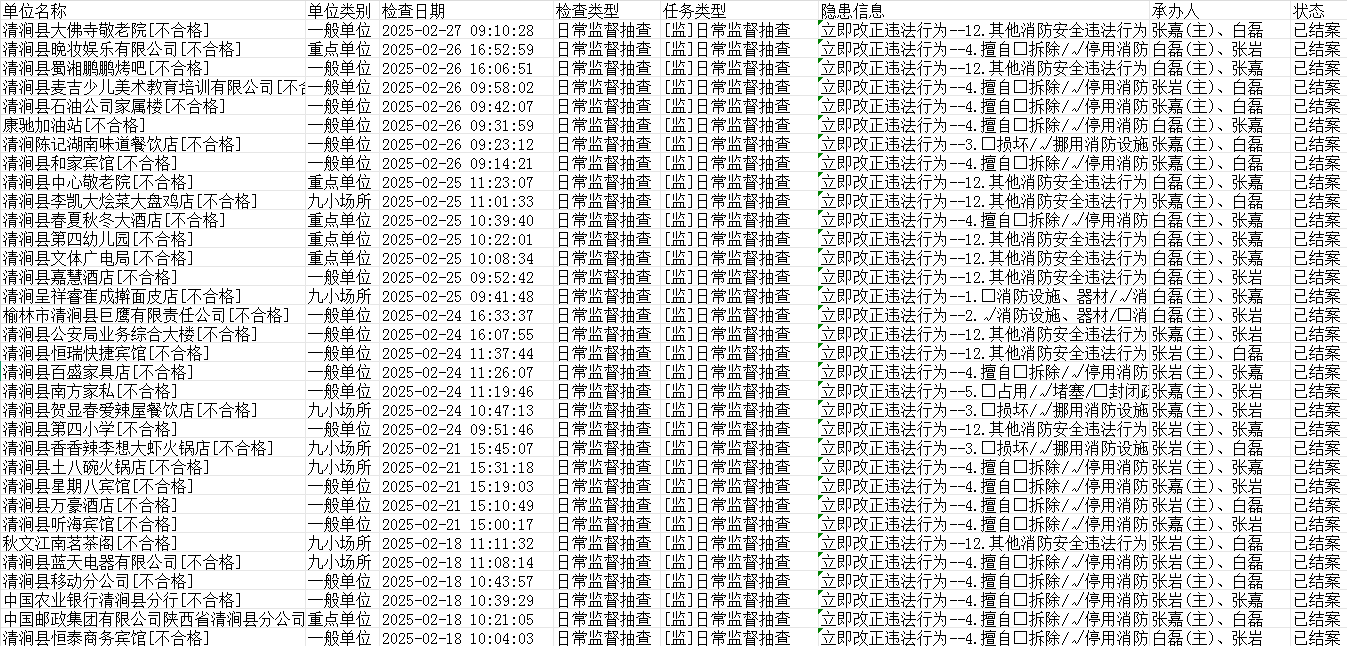 单位名称 单位类别 检查日期 检查类型 任务类型 隐患信息 承办人 状态
清涧县大佛寺敬老院[不合格] 一般单位 2025-02-27 09:10:28 日常监督抽查 [监]日常监督抽查 立即改正违法行为--12.其他消防安全违法行为 张嘉(主)、白磊 已结案
清涧县晚妆娱乐有限公司[不合格] 重点单位 2025-02-26 16:52:59 日常监督抽查 [监]日常监督抽查 立即改正违法行为--4.擅自□拆除/√停用消防 白磊(主)、张岩 已结案
清涧县蜀湘鹏鹏烤吧[不合格] 一般单位 2025-02-26 16:06:51 日常监督抽查 [监]日常监督抽查 立即改正违法行为--12.其他消防安全违法行为 白磊(主)、张嘉 已结案
清涧县麦吉少儿美术教育培训有限公司[不合 一般单位 2025-02-26 09:58:02 日常监督抽查 [监]日常监督抽查 立即改正违法行为--4.擅自□拆除/√停用消防 张岩(主)、白磊 已结案
清涧县石油公司家属楼[不合格] 一般单位 2025-02-26 09:42:07 日常监督抽查 [监]日常监督抽查 立即改正违法行为--4.擅自□拆除/√停用消防 白磊(主)、张嘉 已结案
康驰加油站[不合格] 一般单位 2025-02-26 09:31:59 日常监督抽查 [监]日常监督抽查 立即改正违法行为--4.擅自□拆除/√停用消防 白磊(主)、张嘉 已结案
清涧陈记湖南味道餐饮店[不合格] 一般单位 2025-02-26 09:23:12 日常监督抽查 [监]日常监督抽查 立即改正违法行为--3.□损坏/√挪用消防设施 张嘉(主)、白磊 已结案
清涧县和家宾馆[不合格] 一般单位 2025-02-26 09:14:21 日常监督抽查 [监]日常监督抽查 立即改正违法行为--4.擅自□拆除/√停用消防 张嘉(主)、白磊 已结案
清涧县中心敬老院[不合格] 重点单位 2025-02-25 11:23:07 日常监督抽查 [监]日常监督抽查 立即改正违法行为--12.其他消防安全违法行为 白磊(主)、张嘉 已结案
清涧县李凯大烩菜大盘鸡店[不合格] 九小场所 2025-02-25 11:01:33 日常监督抽查 [监]日常监督抽查 立即改正违法行为--12.其他消防安全违法行为 张嘉(主)、白磊 已结案
清涧县春夏秋冬大酒店[不合格] 重点单位 2025-02-25 10:39:40 日常监督抽查 [监]日常监督抽查 立即改正违法行为--4.擅自□拆除/√停用消防 白磊(主)、张嘉 已结案
清涧县第四幼儿园[不合格] 重点单位 2025-02-25 10:22:01 日常监督抽查 [监]日常监督抽查 立即改正违法行为--12.其他消防安全违法行为 白磊(主)、张嘉 已结案
清涧县文体广电局[不合格] 重点单位 2025-02-25 10:08:34 日常监督抽查 [监]日常监督抽查 立即改正违法行为--12.其他消防安全违法行为 张嘉(主)、白磊 已结案
清涧县嘉慧酒店[不合格] 一般单位 2025-02-25 09:52:42 日常监督抽查 [监]日常监督抽查 立即改正违法行为--12.其他消防安全违法行为 白磊(主)、张岩 已结案
清涧呈祥睿崔成擀面皮店[不合格] 九小场所 2025-02-25 09:41:48 日常监督抽查 [监]日常监督抽查 立即改正违法行为--1.□消防设施、器材/√消 白磊(主)、张嘉 已结案
榆林市清涧县巨鹰有限责任公司[不合格] 一般单位 2025-02-24 16:33:37 日常监督抽查 [监]日常监督抽查 立即改正违法行为--2.√消防设施、器材/□消 白磊(主)、张岩 已结案
清涧县公安局业务综合大楼[不合格] 一般单位 2025-02-24 16:07:55 日常监督抽查 [监]日常监督抽查 立即改正违法行为--12.其他消防安全违法行为 张嘉(主)、张岩 已结案
清涧县恒瑞快捷宾馆[不合格] 一般单位 2025-02-24 11:37:44 日常监督抽查 [监]日常监督抽查 立即改正违法行为--12.其他消防安全违法行为 张岩(主)、白磊 已结案
清涧县百盛家具店[不合格] 一般单位 2025-02-24 11:26:07 日常监督抽查 [监]日常监督抽查 立即改正违法行为--4.擅自□拆除/√停用消防 张岩(主)、张嘉 已结案
清涧县南方家私[不合格] 一般单位 2025-02-24 11:19:46 日常监督抽查 [监]日常监督抽查 立即改正违法行为--5.□占用/√堵塞/□封闭 张嘉(主)、张岩 已结案
清涧县贺显春爱辣屋餐饮店[不合格] 九小场所 2025-02-24 10:47:13 日常监督抽查 [监]日常监督抽查 立即改正违法行为--3.□损坏/√挪用消防设施 张嘉(主)、张岩 已结案
清涧县第四小学[不合格] 一般单位 2025-02-24 09:51:46 日常监督抽查 [监]日常监督抽查 立即改正违法行为--12.其他消防安全违法行为 张嘉(主)、张岩 已结案
清涧县香香辣李想大虾火锅店[不合格] 九小场所 2025-02-21 15:45:07 日常监督抽查 [监]日常监督抽查 立即改正违法行为--3.□损坏/√挪用消防设施 张岩(主)、白磊 已结案
清涧县土八碗火锅店[不合格] 九小场所 2025-02-21 15:31:18 日常监督抽查 [监]日常监督抽查 立即改正违法行为--4.擅自□拆除/√停用消防 张岩(主)、张嘉 已结案
清涧县星期八宾馆[不合格] 一般单位 2025-02-21 15:19:03 日常监督抽查 [监]日常监督抽查 立即改正违法行为--4.擅自□拆除/√停用消防 张嘉(主)、张岩 已结案
清涧县万豪酒店[不合格] 一般单位 2025-02-21 15:10:49 日常监督抽查 [监]日常监督抽查 立即改正违法行为--4.擅自□拆除/√停用消防 张岩(主)、白磊 已结案
清涧县听海宾馆[不合格] 一般单位 2025-02-21 15:00:17 日常监督抽查 [监]日常监督抽查 立即改正违法行为--4.擅自□拆除/√停用消防 张嘉(主)、张岩 已结案
秋文江南茗茶阁[不合格] 九小场所 2025-02-18 11:11:32 日常监督抽查 [监]日常监督抽查 立即改正违法行为--12.其他消防安全违法行为 张岩(主)、白磊 已结案
清涧县蓝天电器有限公司[不合格] 九小场所 2025-02-18 11:08:14 日常监督抽查 [监]日常监督抽查 立即改正违法行为--4.擅自□拆除/√停用消防 张嘉(主)、白磊 已结案
清涧县移动分公司[不合格] 一般单位 2025-02-18 10:43:57 日常监督抽查 [监]日常监督抽查 立即改正违法行为--4.擅自□拆除/√停用消防 张岩(主)、白磊 已结案
中国农业银行清涧县分行[不合格] 一般单位 2025-02-18 10:39:29 日常监督抽查 [监]日常监督抽查 立即改正违法行为--4.擅自□拆除/√停用消防 张岩(主)、张嘉 已结案
中国邮政集团有限公司陕西省清涧县分公司 重点单位 2025-02-18 10:21:05 日常监督抽查 [监]日常监督抽查 立即改正违法行为--4.擅自□拆除/√停用消防 张嘉(主)、白磊 已结案
清涧县恒泰商务宾馆[不合格] 一般单位 2025-02-18 10:04:03 日常监督抽查 [监]日常监督抽查 立即改正违法行为--4.擅自□拆除/√停用消防 白磊(主)、张岩 已结案